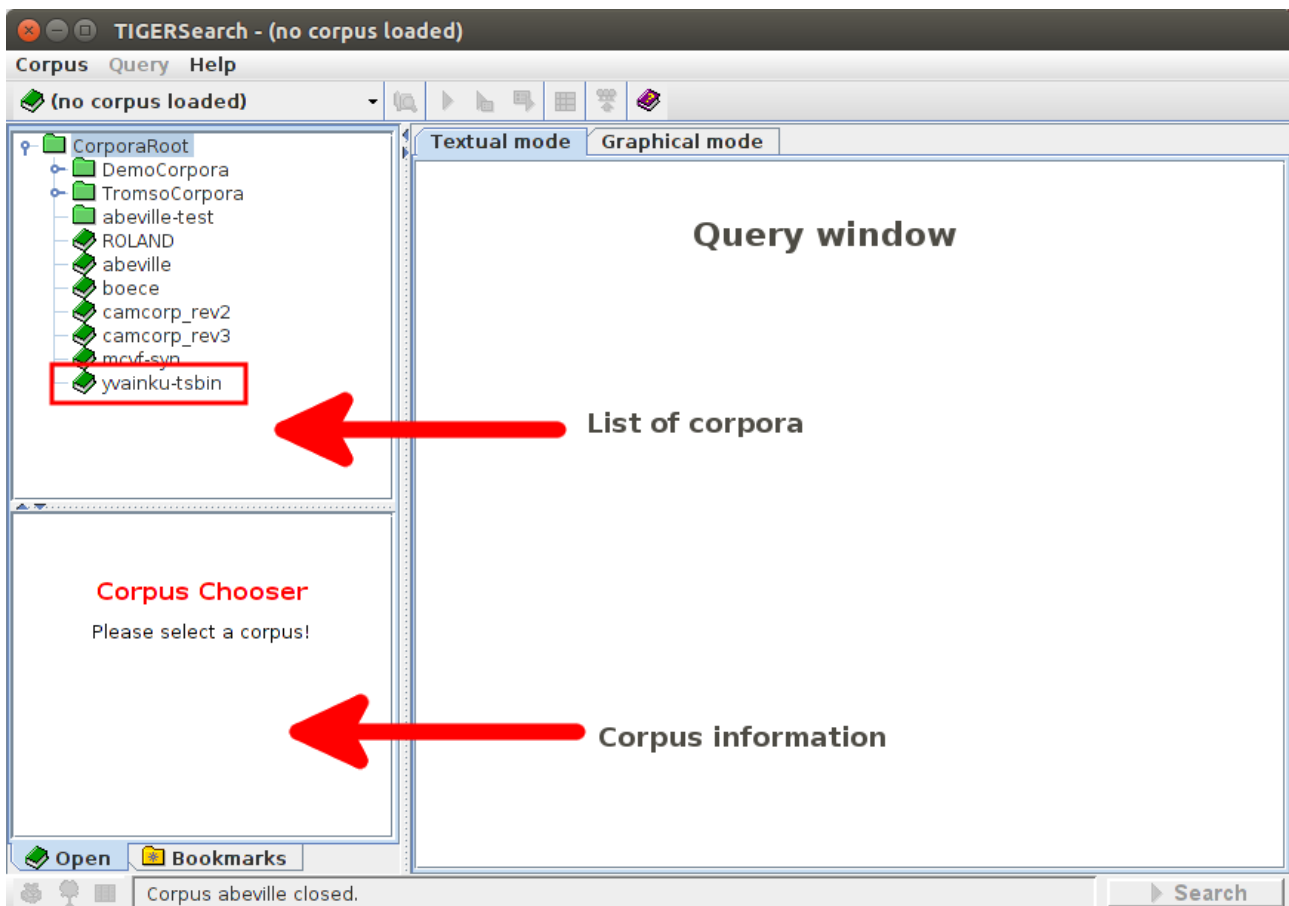 TIGERSearch - (no corpus loaded)
Corpus Query Help
(no corpus loaded)
CorporaRoot
DemoCorpora
TromsoCorpora
abeville-test
ROLAND
abeville
boece
camcorp_rev2
camcorp_rev3
mcvf-syn
yvainku-tsbin
Corpus Chooser
Please select a corpus!
Open Bookmarks
Textual mode Graphical mode
Query window
List of corpora
Corpus information
Corpus abeville closed.
Search